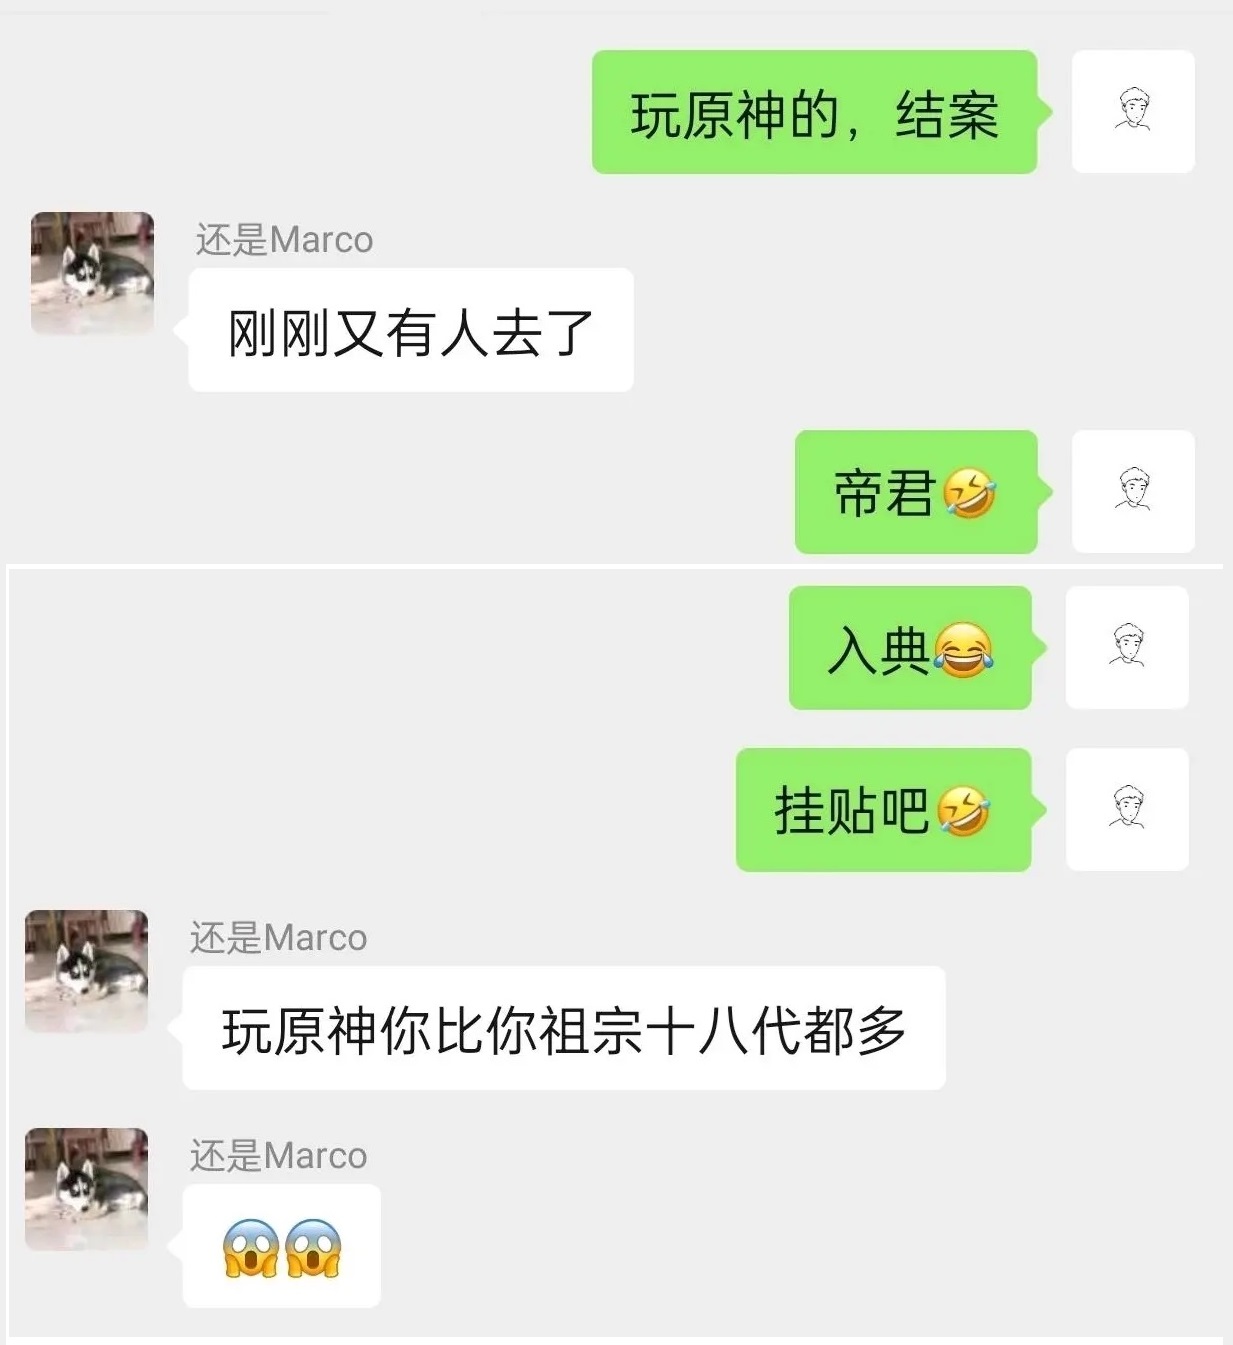 玩原神的，结案
还是Marco
刚刚又有人去了
帝君🤣
入典😂
挂贴吧🤣
还是Marco
玩原神你比你祖宗十八代都多
还是Marco
😱😱